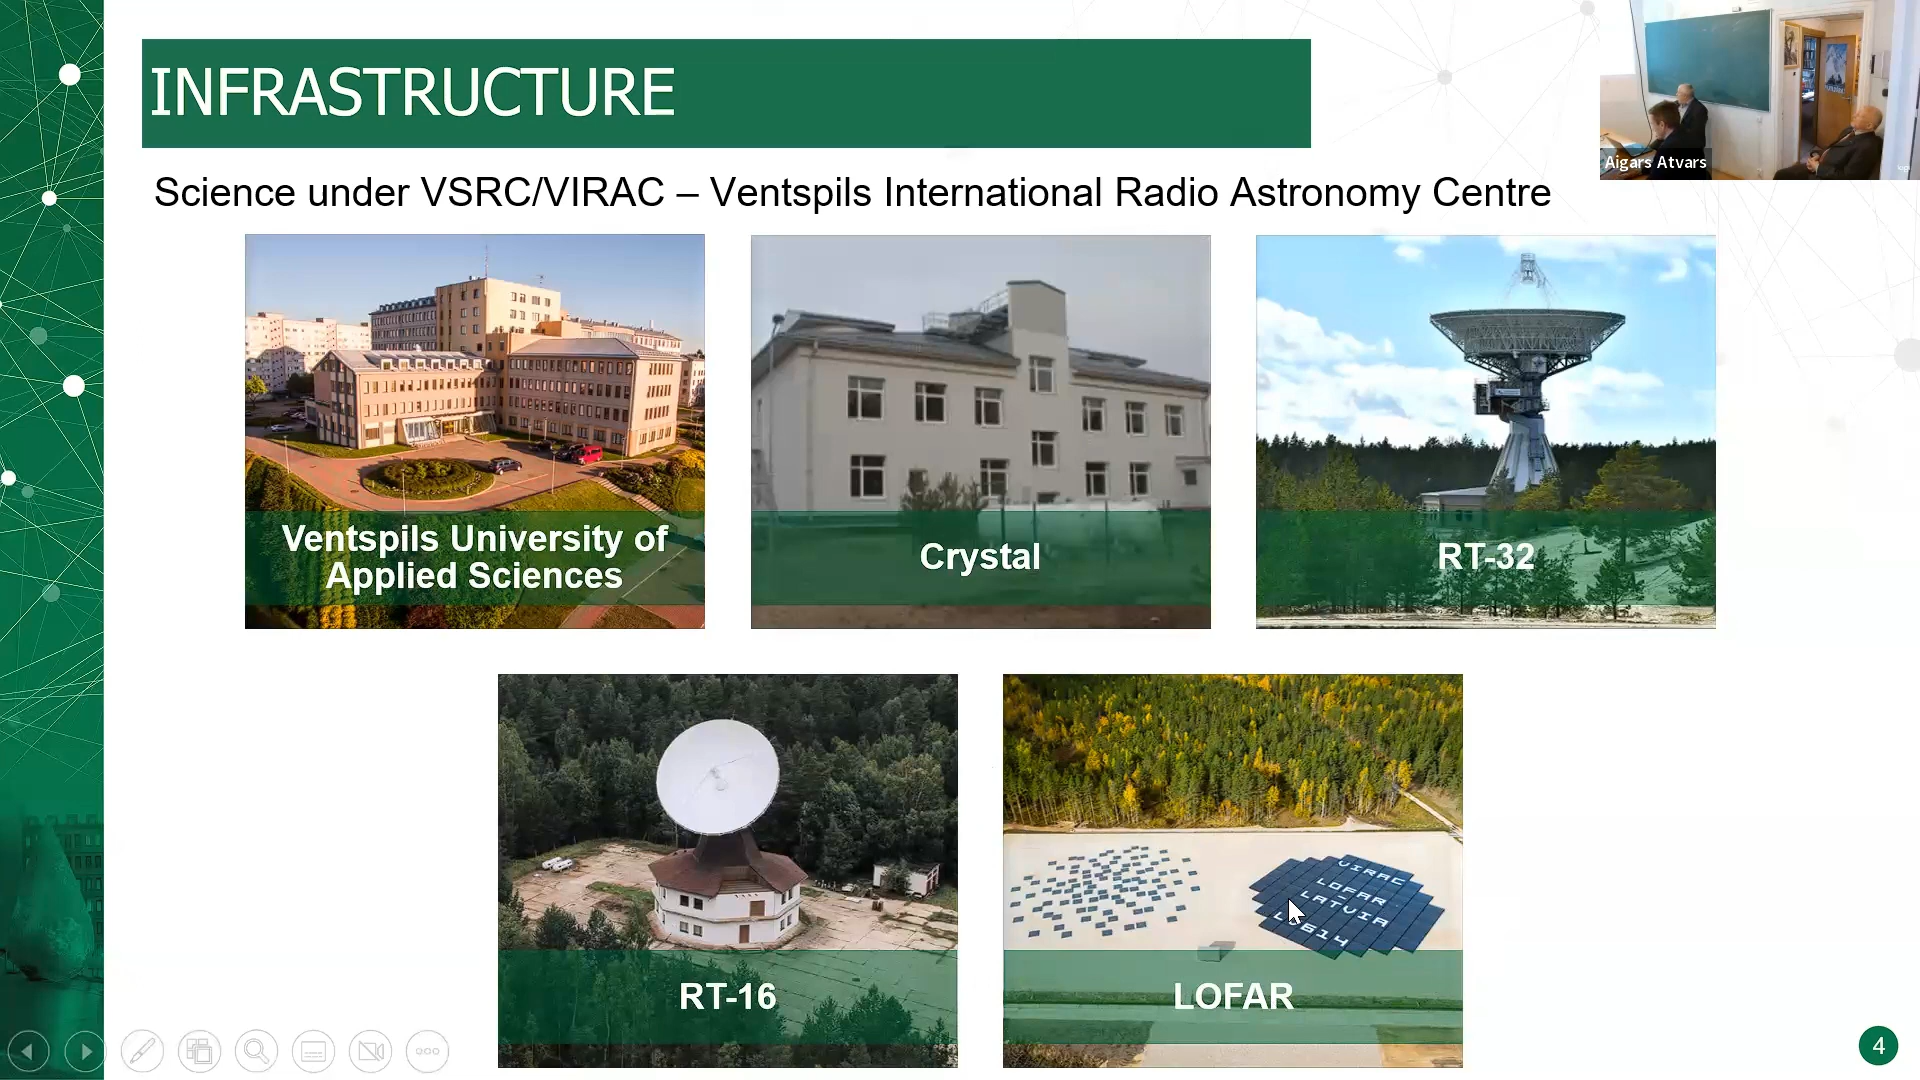 INFRASTRUCTURE
Aigars Atvars
Science under VSRC/VIRAC – Ventspils International Radio Astronomy Centre
Ventspils University of
Applied Sciences
Crystal
RT-32
RT-16
VIRAC
LOFAR
LATVIA
LOFAR
4